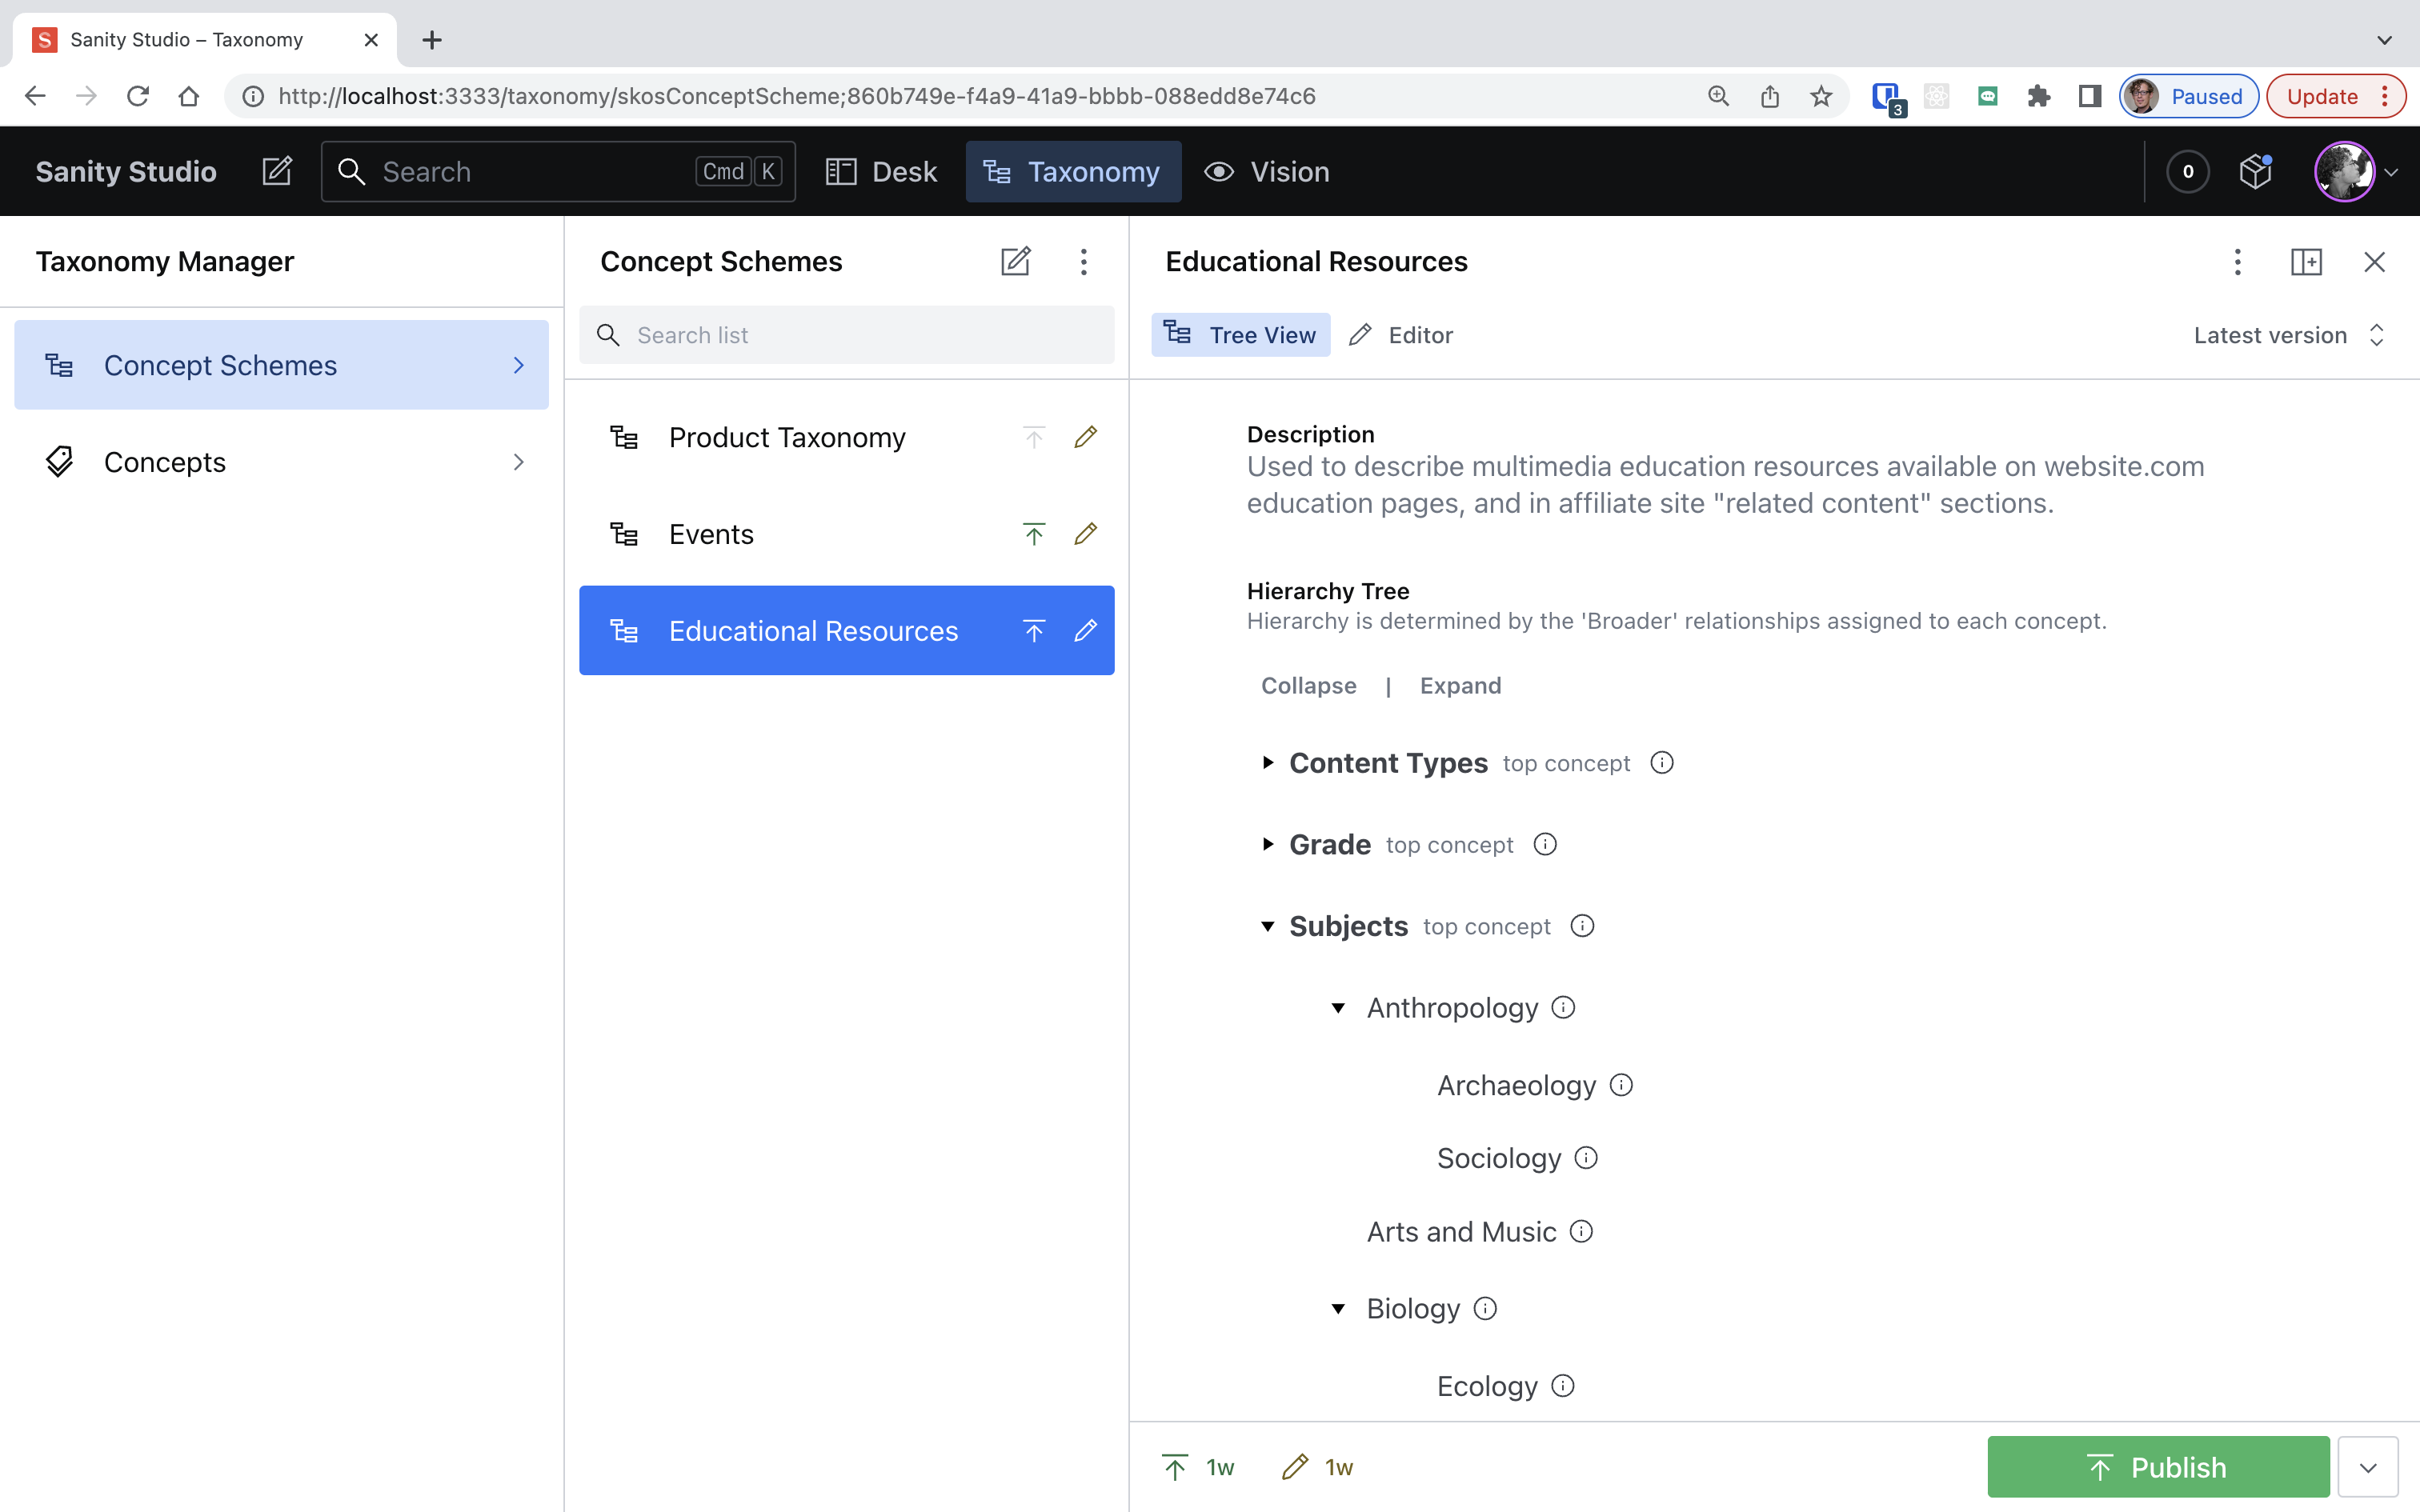 Sanity Studio – Taxonomy
http://localhost:3333/taxonomy/skosConceptScheme;860b749e-f4a9-41a9-bbbb-088edd8e74c6
3
Paused
Update
Sanity Studio
Search
Cmd K
Desk
Taxonomy
Vision
0
Taxonomy Manager
Concept Schemes
Concepts
Concept Schemes
Search list
Product Taxonomy
Events
Educational Resources
Educational Resources
Tree View
Editor
Latest version
Description
Used to describe multimedia education resources available on website.com
education pages, and in affiliate site "related content" sections.
Hierarchy Tree
Hierarchy is determined by the 'Broader' relationships assigned to each concept.
Collapse | Expand
Content Types top concept
Grade top concept
Subjects top concept
Anthropology
Archaeology
Sociology
Arts and Music
Biology
Ecology
1w
1w
Publish